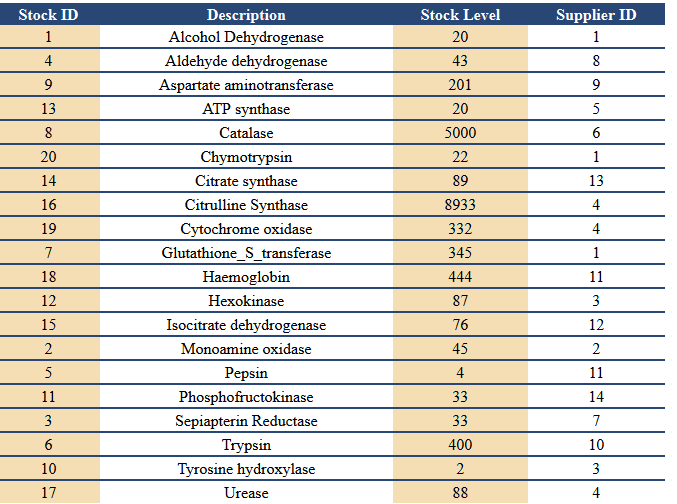 Stock ID Description Stock Level Supplier ID
1 Alcohol Dehydrogenase 20 1
4 Aldehyde dehydrogenase 43 8
9 Aspartate aminotransferase 201 9
13 ATP synthase 20 5
8 Catalase 5000 6
20 Chymotrypsin 22 1
14 Citrate synthase 89 13
16 Citrulline Synthase 8933 4
19 Cytochrome oxidase 332 4
7 Glutathione_S_transferase 345 1
18 Haemoglobin 444 11
12 Hexokinase 87 3
15 Isocitrate dehydrogenase 76 12
2 Monoamine oxidase 45 2
5 Pepsin 4 11
11 Phosphofructokinase 33 14
3 Sepiapterin Reductase 33 7
6 Trypsin 400 10
10 Tyrosine hydroxylase 2 3
17 Urease 88 4